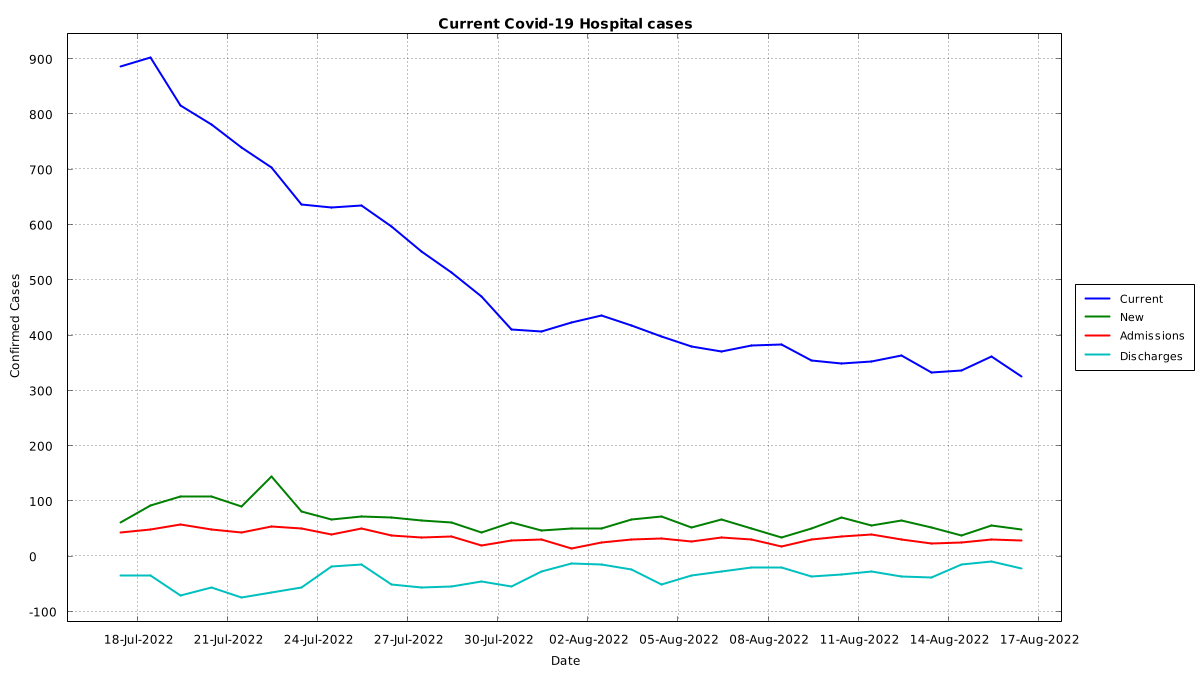 Current Covid-19 Hospital cases
900
800
700
600
500
400
300
200
100
0
-100
Confirmed Cases
18-Jul-2022 21-Jul-2022 24-Jul-2022 27-Jul-2022 30-Jul-2022 02-Aug-2022 05-Aug-2022 08-Aug-2022 11-Aug-2022 14-Aug-2022 17-Aug-2022
Date
Current
New
Admissions
Discharges